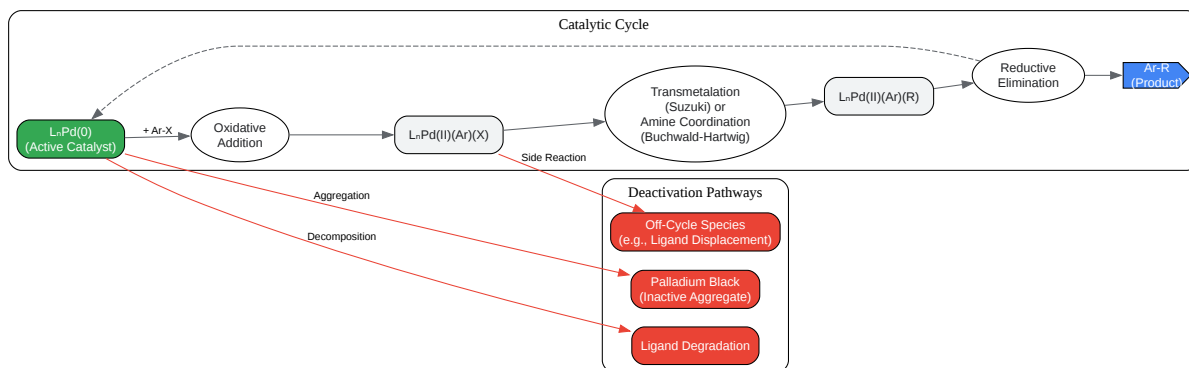 Catalytic Cycle
LₙPd(0)
(Active Catalyst)
+ Ar-X
Oxidative
Addition
LₙPd(II)(Ar)(X)
Transmetalation
(Suzuki) or
Amine Coordination
(Buchwald-Hartwig)
LₙPd(II)(Ar)(R)
Reductive
Elimination
Ar-R
(Product)
Side Reaction
Aggregation
Decomposition
Deactivation Pathways
Off-Cycle Species
(e.g., Ligand Displacement)
Palladium Black
(Inactive Aggregate)
Ligand Degradation